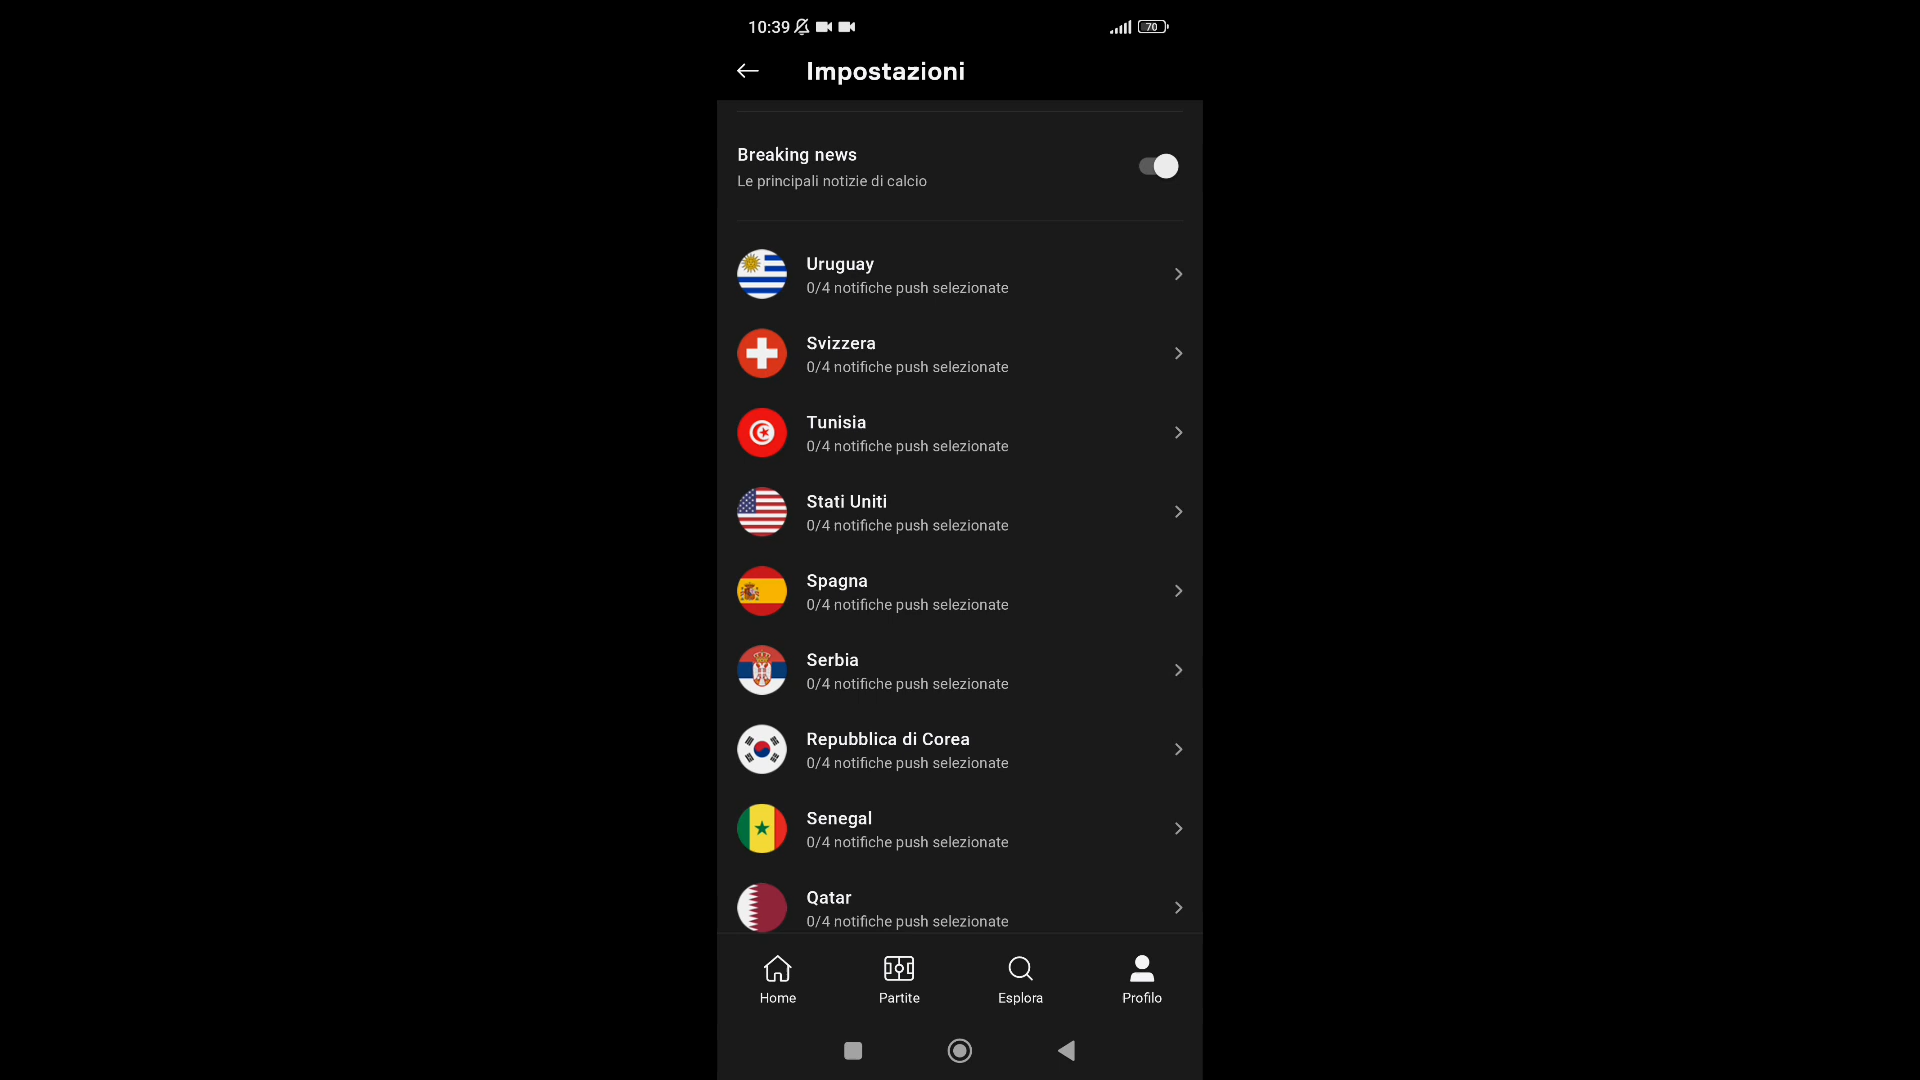 10:39
70
Impostazioni
Breaking news
Le principali notizie di calcio
Uruguay
0/4 notifiche push selezionate
Svizzera
0/4 notifiche push selezionate
Tunisia
0/4 notifiche push selezionate
Stati Uniti
0/4 notifiche push selezionate
Spagna
0/4 notifiche push selezionate
Serbia
0/4 notifiche push selezionate
Repubblica di Corea
0/4 notifiche push selezionate
Senegal
0/4 notifiche push selezionate
Qatar
0/4 notifiche push selezionate
Home
Partite
Esplora
Profilo